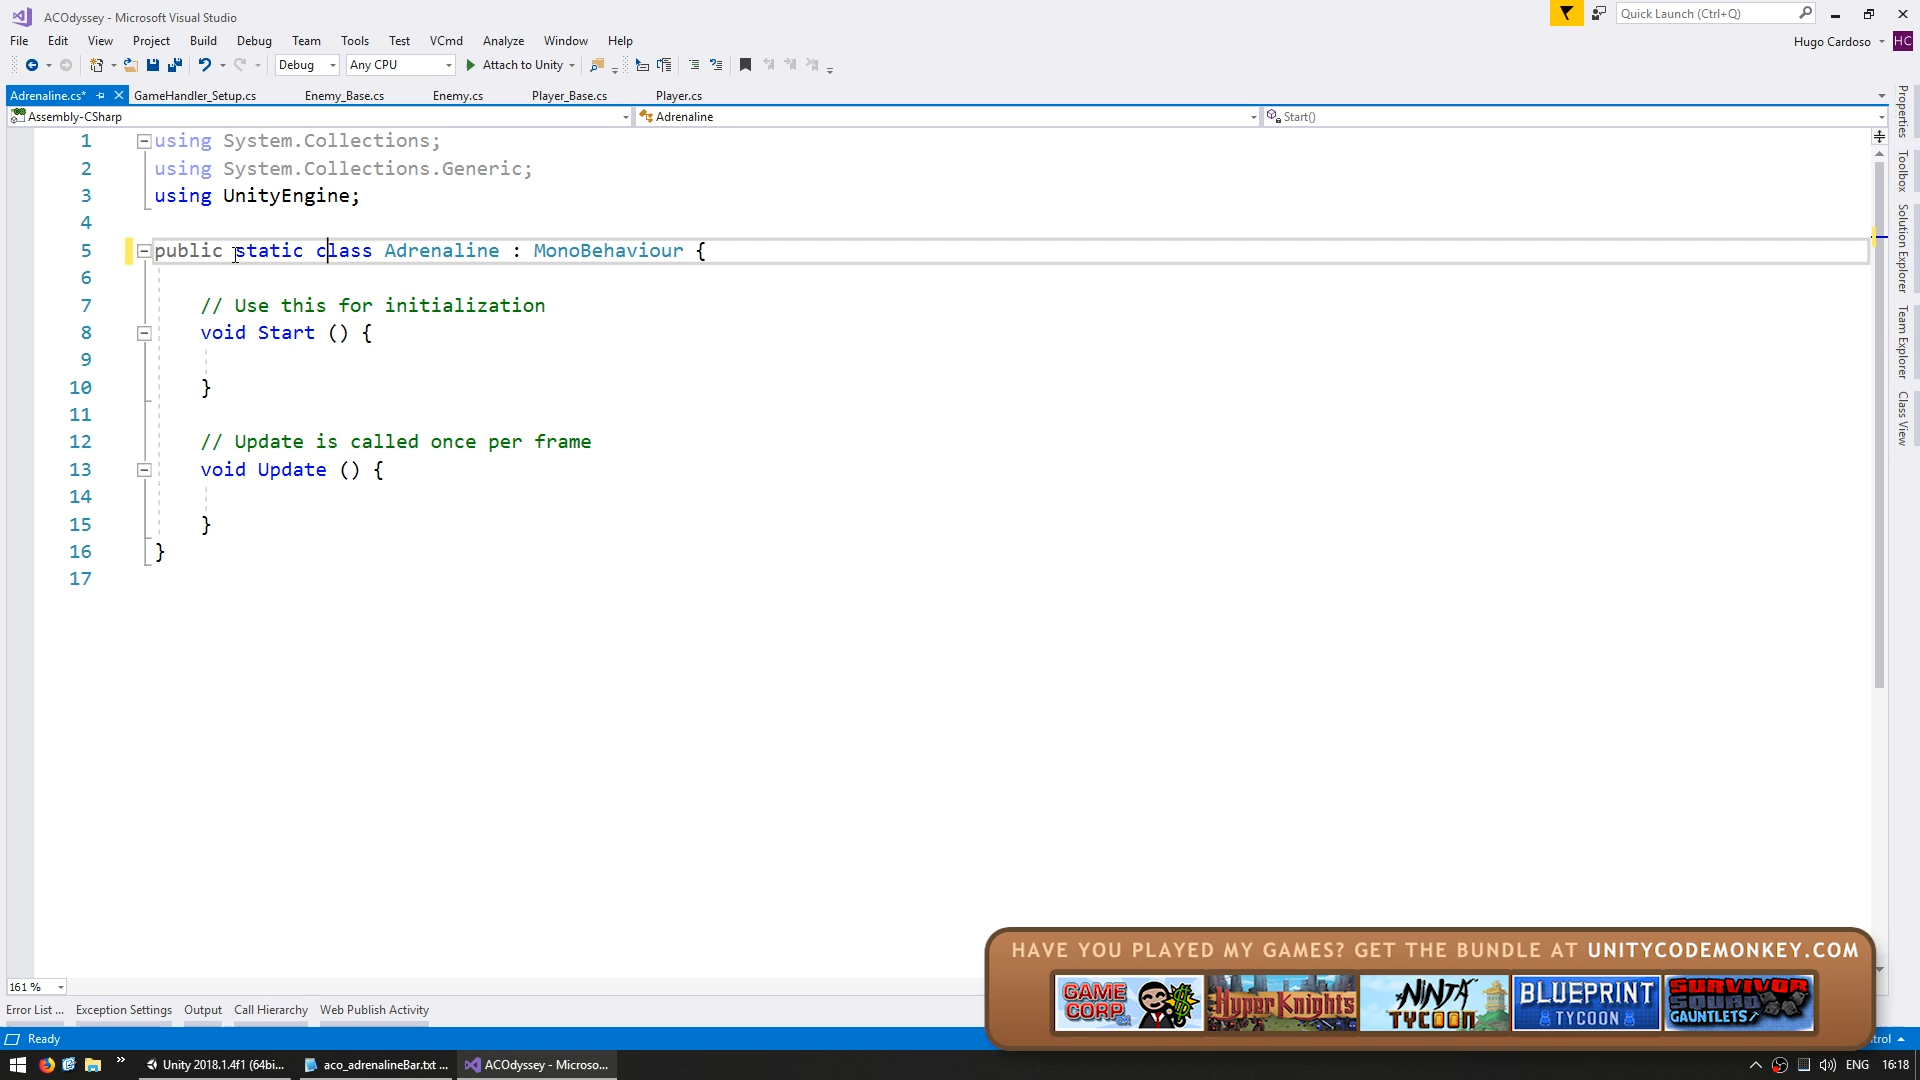 ACOdyssey - Microsoft Visual Studio
Quick Launch (Ctrl+Q)
File Edit View Project Build Debug Team Tools Test VCmd Analyze Window Help
Hugo Cardoso HC
Debug Any CPU Attach to Unity
Adrenaline.cs* GameHandler_Setup.cs Enemy_Base.cs Enemy.cs Player_Base.cs Player.cs
Assembly-CSharp Adrenaline Start()
1 using System.Collections;
2 using System.Collections.Generic;
3 using UnityEngine;
4
5 public static class Adrenaline : MonoBehaviour {
6
7 // Use this for initialization
8 void Start () {
9
10 }
11
12 // Update is called once per frame
13 void Update () {
14
15 }
16 }
17
Properties
Toolbox
Solution Explorer
Team Explorer
Class View
HAVE YOU PLAYED MY GAMES? GET THE BUNDLE AT UNITYCODEMONKEY.COM
GAME CORP
HyperKnights
NINJA TYCOON
BLUEPRINT TYCOON
SURVIVOR SQUAD GAUNTLETS
161 %
Error List ... Exception Settings Output Call Hierarchy Web Publish Activity
Ready
trol
Unity 2018.1.4f1 (64bi... aco_adrenalineBar.txt ... ACOdyssey - Microso...
ENG 16:18